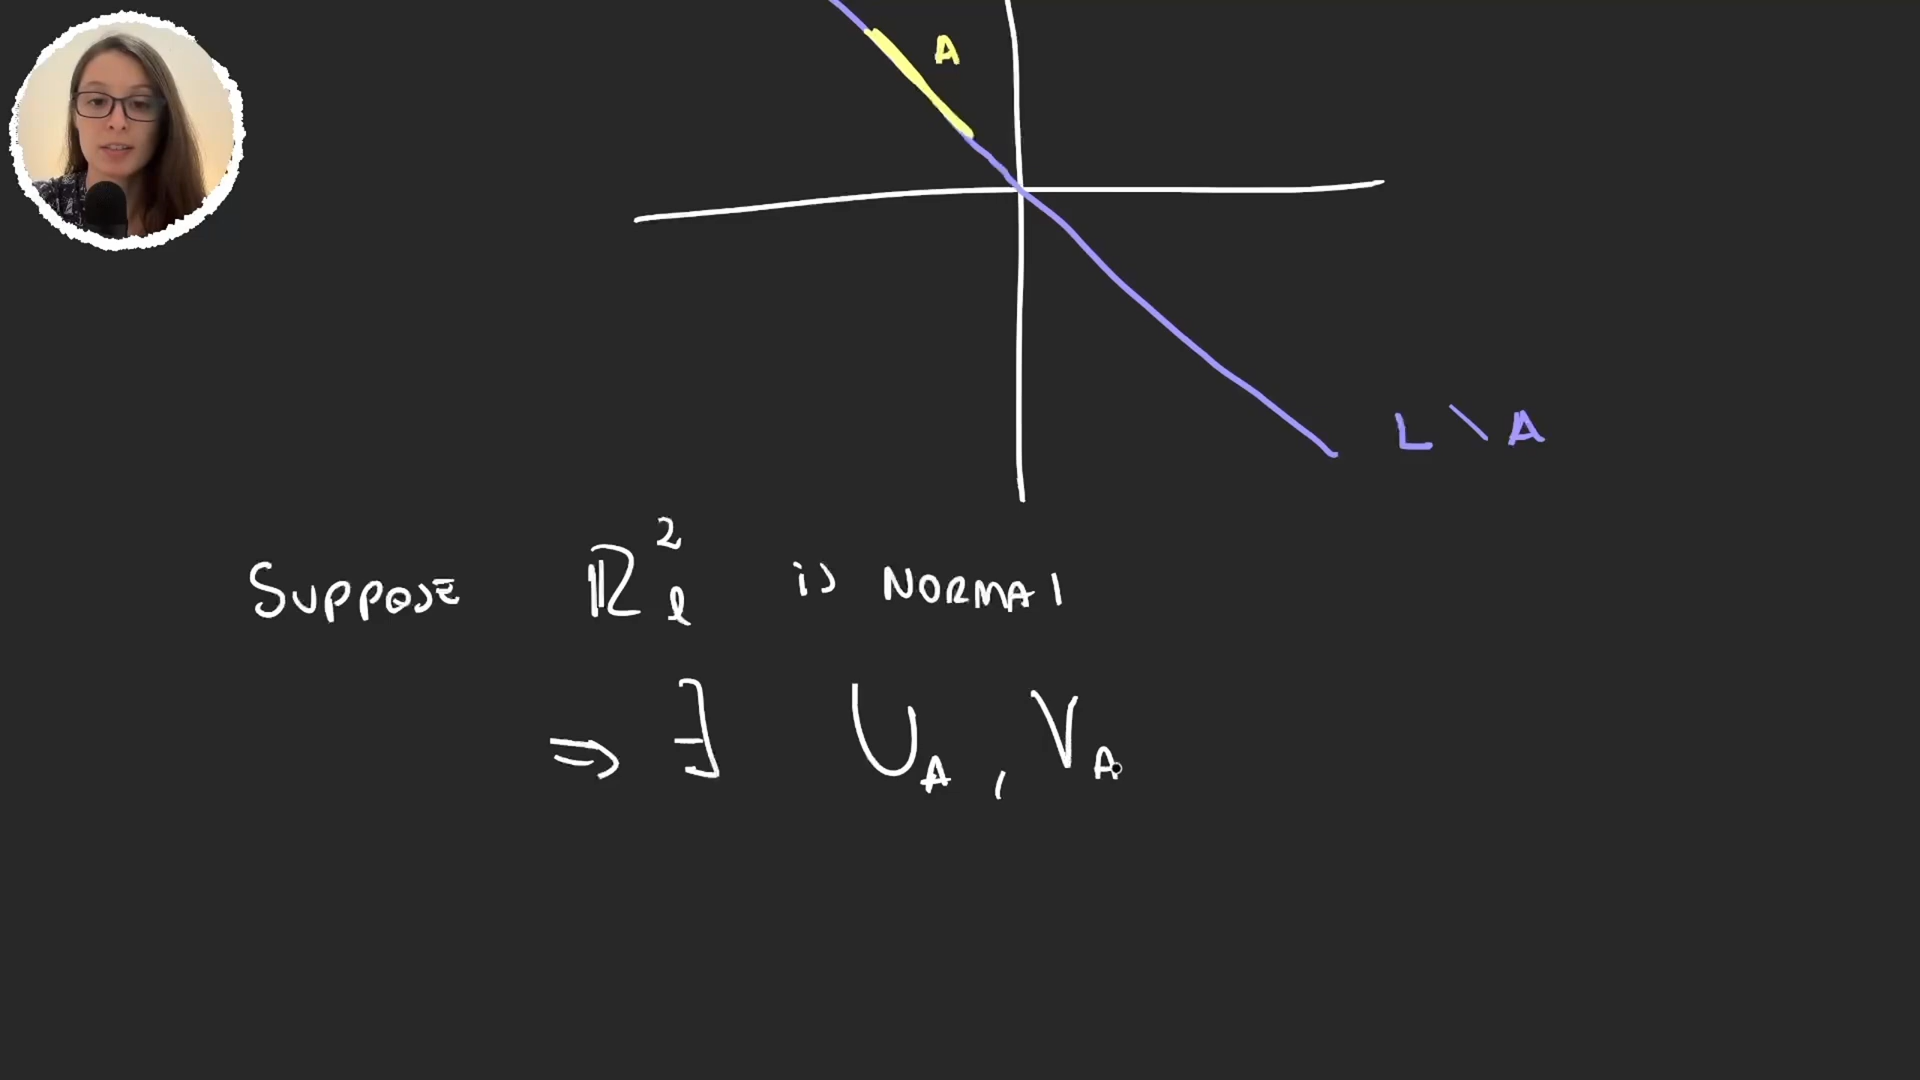 A
L \ A
SUPPOSE ℝ²ₗ is NORMAL
⇒ ∃ U_A , V_A